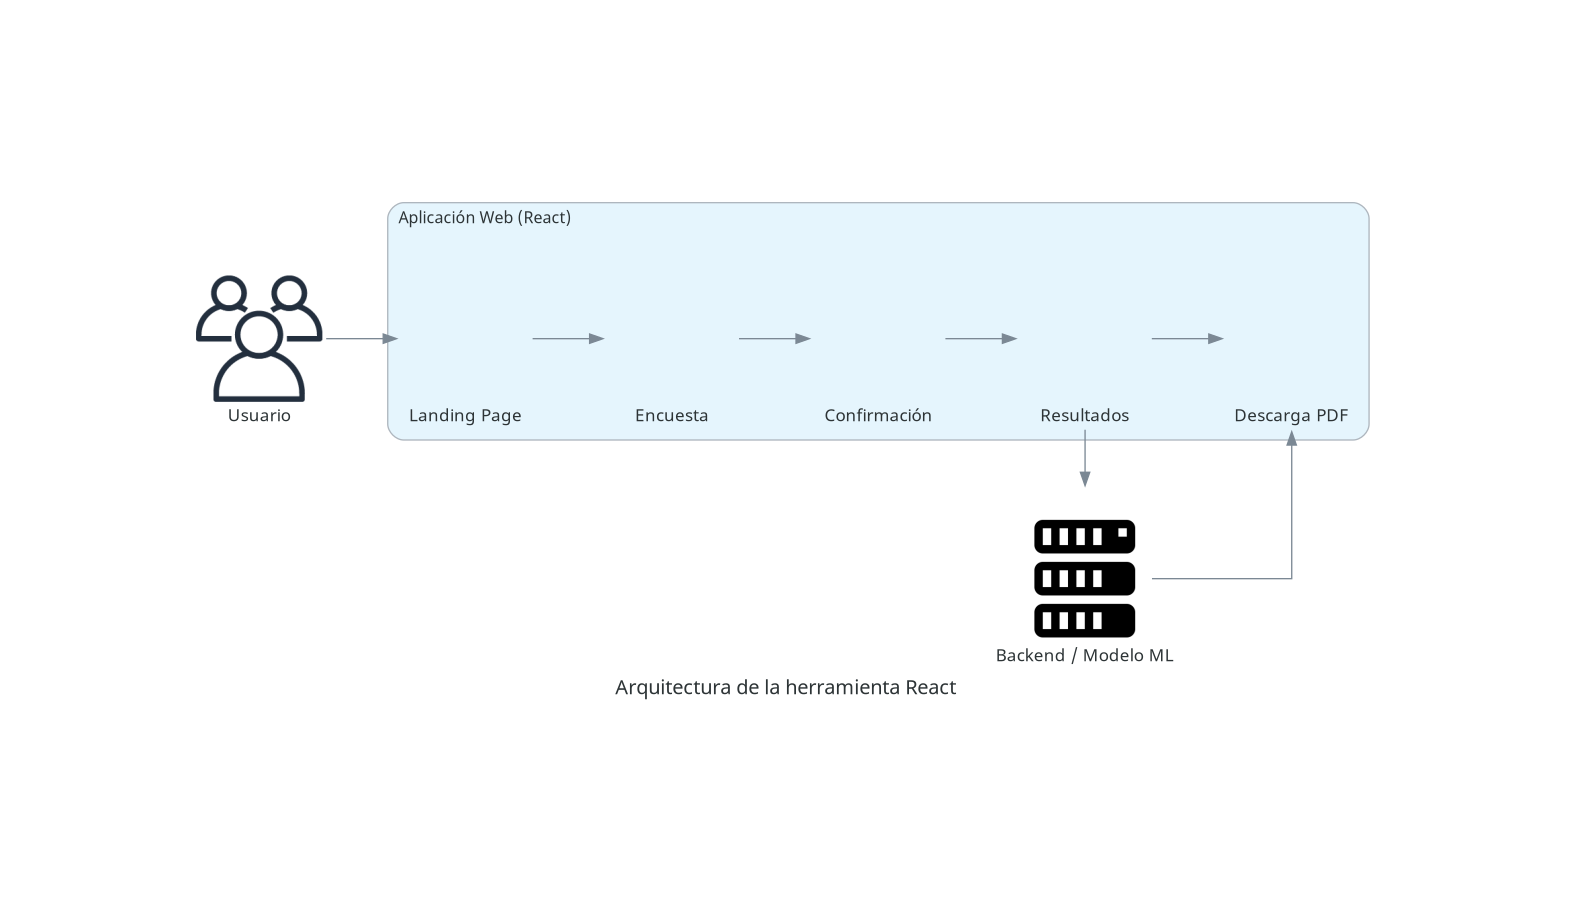 Aplicación Web (React)
Usuario
Landing Page
Encuesta
Confirmación
Resultados
Descarga PDF
Backend / Modelo ML
Arquitectura de la herramienta React